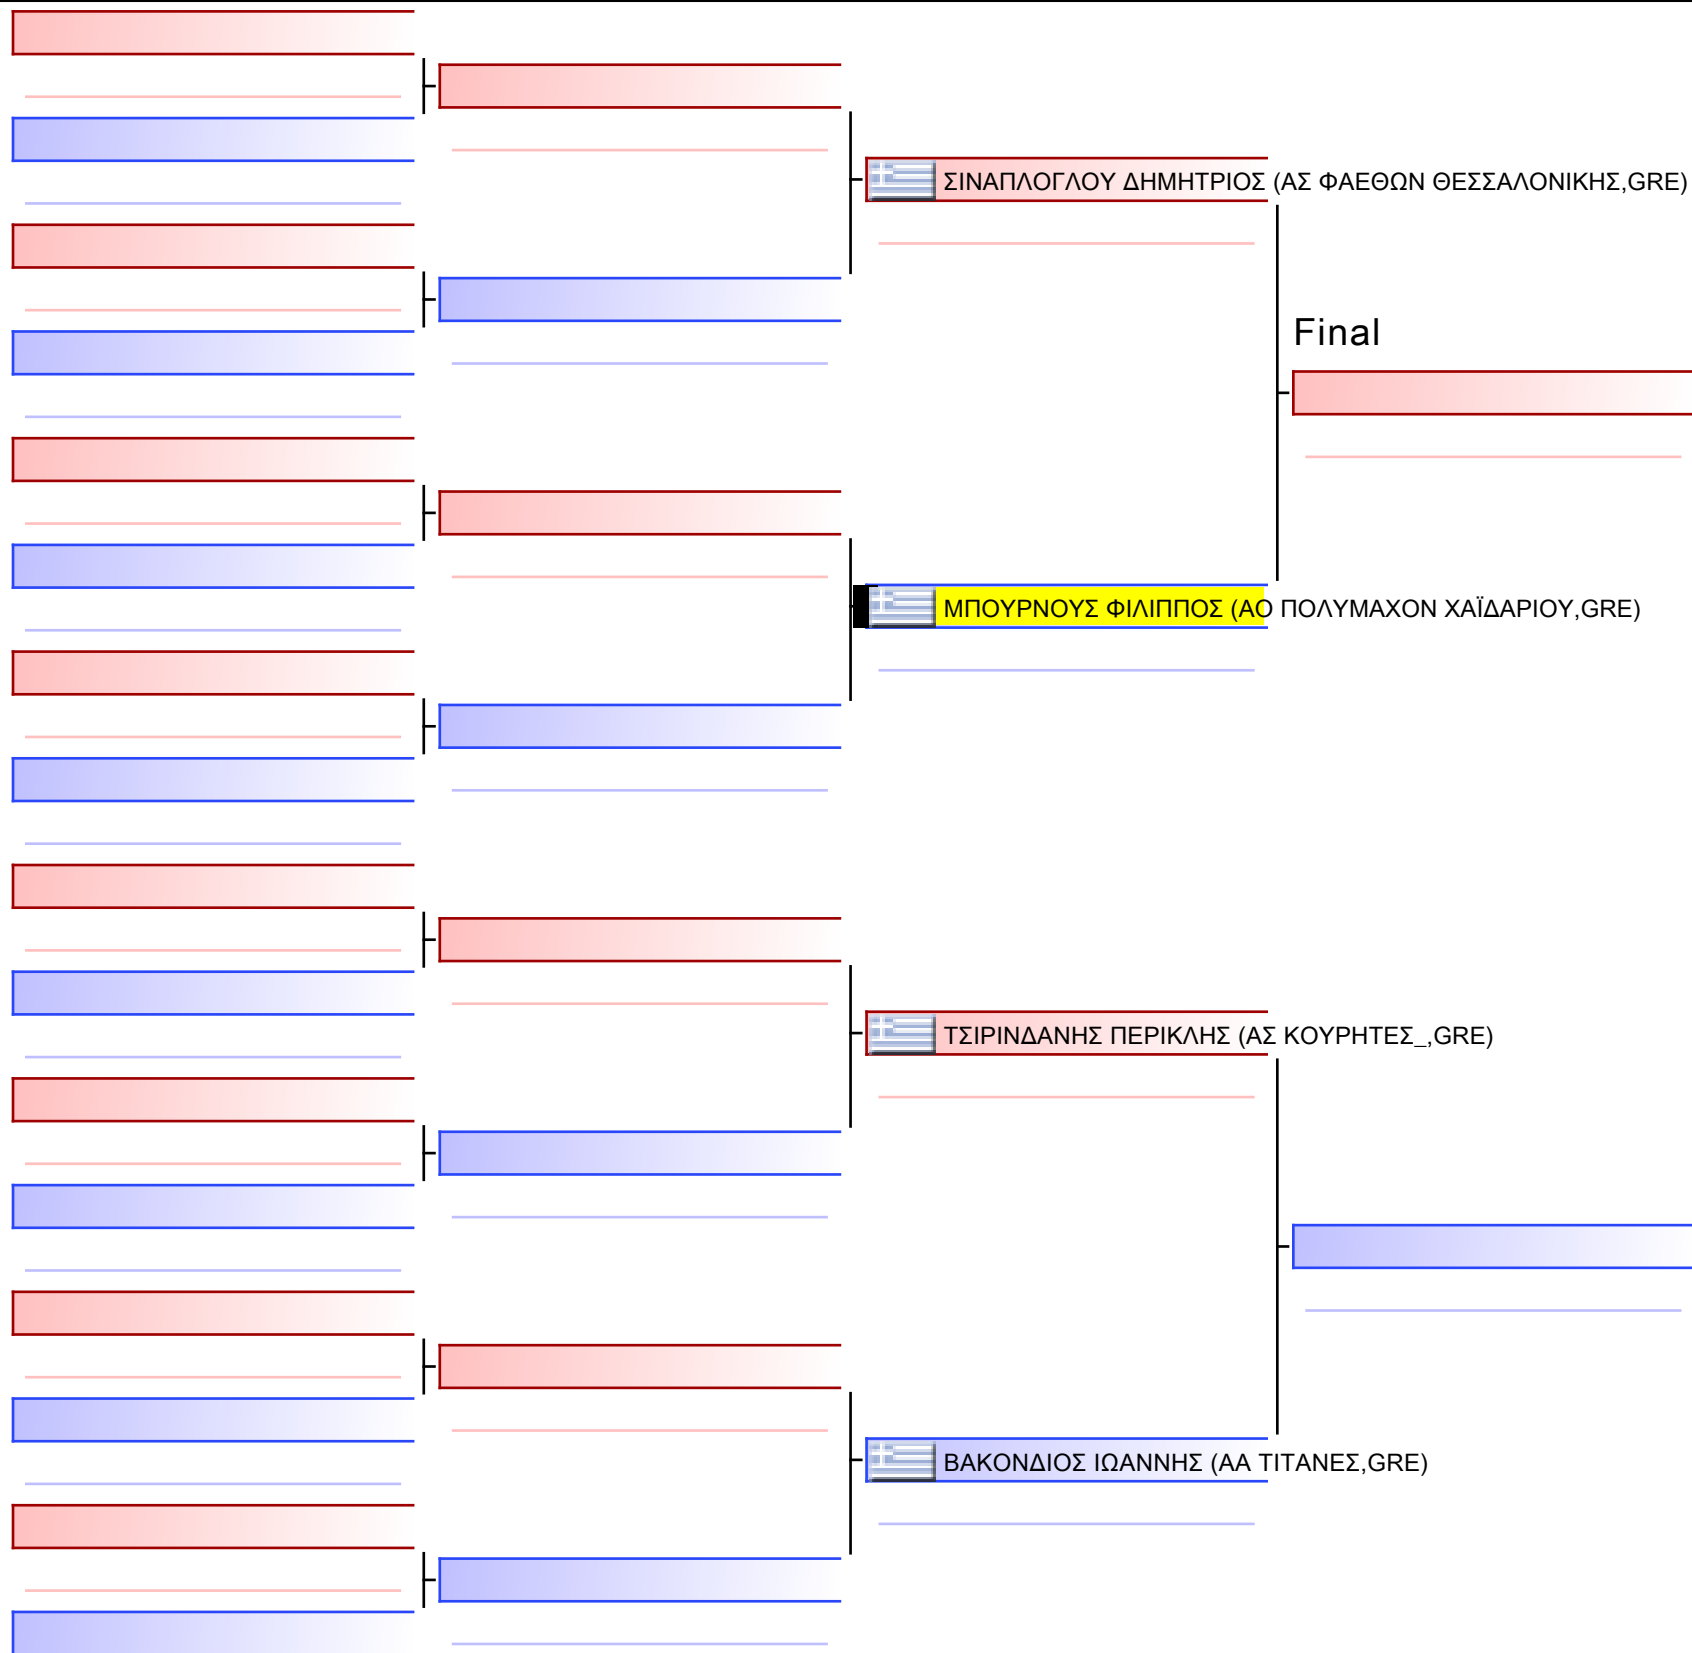 ΣΙΝΑΠΛΟΓΛΟΥ ΔΗΜΗΤΡΙΟΣ (ΑΣ ΦΑΕΘΩΝ ΘΕΣΣΑΛΟΝΙΚΗΣ,GRE)
Final
ΜΠΟΥΡΝΟΥΣ ΦΙΛΙΠΠΟΣ (ΑΟ ΠΟΛΥΜΑΧΟΝ ΧΑΪΔΑΡΙΟΥ,GRE)
ΤΣΙΡΙΝΔΑΝΗΣ ΠΕΡΙΚΛΗΣ (ΑΣ ΚΟΥΡΗΤΕΣ_,GRE)
ΒΑΚΟΝΔΙΟΣ ΙΩΑΝΝΗΣ (ΑΑ ΤΙΤΑΝΕΣ,GRE)